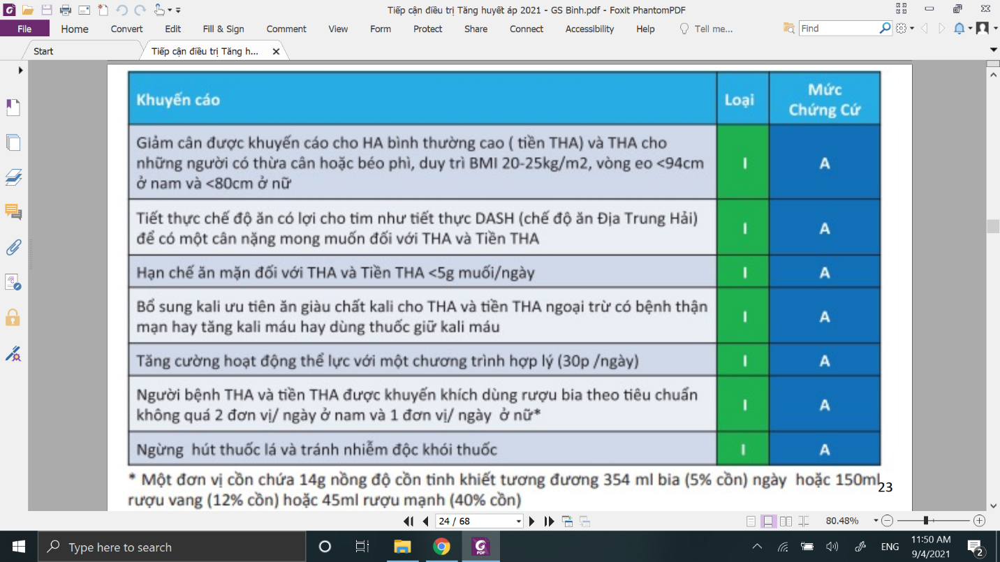 Tiếp cận điều trị Tăng huyết áp 2021 - GS Binh.pdf - Foxit PhantomPDF
File Home Convert Edit Fill & Sign Comment View Form Protect Share Connect Accessibility Help Tell me... Find
Start Tiếp cận điều trị Tăng h...
Khuyến cáo Loại Mức
Chứng Cứ
Giảm cân được khuyến cáo cho HA bình thường cao ( tiền THA) và THA cho
những người có thừa cân hoặc béo phì, duy trì BMI 20-25kg/m2, vòng eo <94cm
ở nam và <80cm ở nữ
I A
Tiết thực chế độ ăn có lợi cho tim như tiết thực DASH (chế độ ăn Địa Trung Hải)
để có một cân nặng mong muốn đối với THA và Tiền THA
I A
Hạn chế ăn mặn đối với THA và Tiền THA <5g muối/ngày I A
Bổ sung kali ưu tiên ăn giàu chất kali cho THA và tiền THA ngoại trừ có bệnh thận
mạn hay tăng kali máu hay dùng thuốc giữ kali máu
I A
Tăng cường hoạt động thể lực với một chương trình hợp lý (30p /ngày) I A
Người bệnh THA và tiền THA được khuyến khích dùng rượu bia theo tiêu chuẩn
không quá 2 đơn vị/ ngày ở nam và 1 đơn vị/ ngày ở nữ*
I A
Ngừng hút thuốc lá và tránh nhiễm độc khói thuốc I A
* Một đơn vị cồn chứa 14g nồng độ cồn tinh khiết tương đương 354 ml bia (5% cồn) ngày hoặc 150ml
rượu vang (12% cồn) hoặc 45ml rượu mạnh (40% cồn)
23
24 / 68 80.48%
Type here to search ENG 11:50 AM
9/4/2021 2